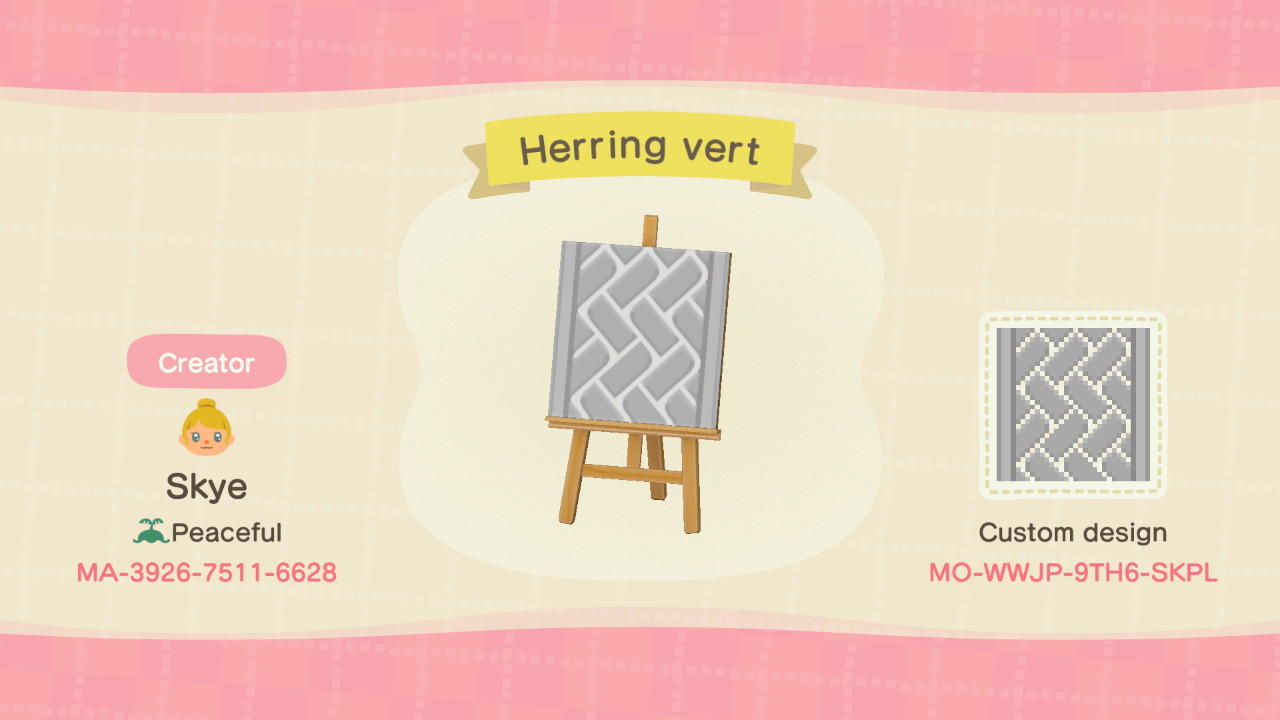 Herring vert
Creator
Skye
Peaceful
MA-3926-7511-6628
Custom design
MO-WWJP-9TH6-SKPL